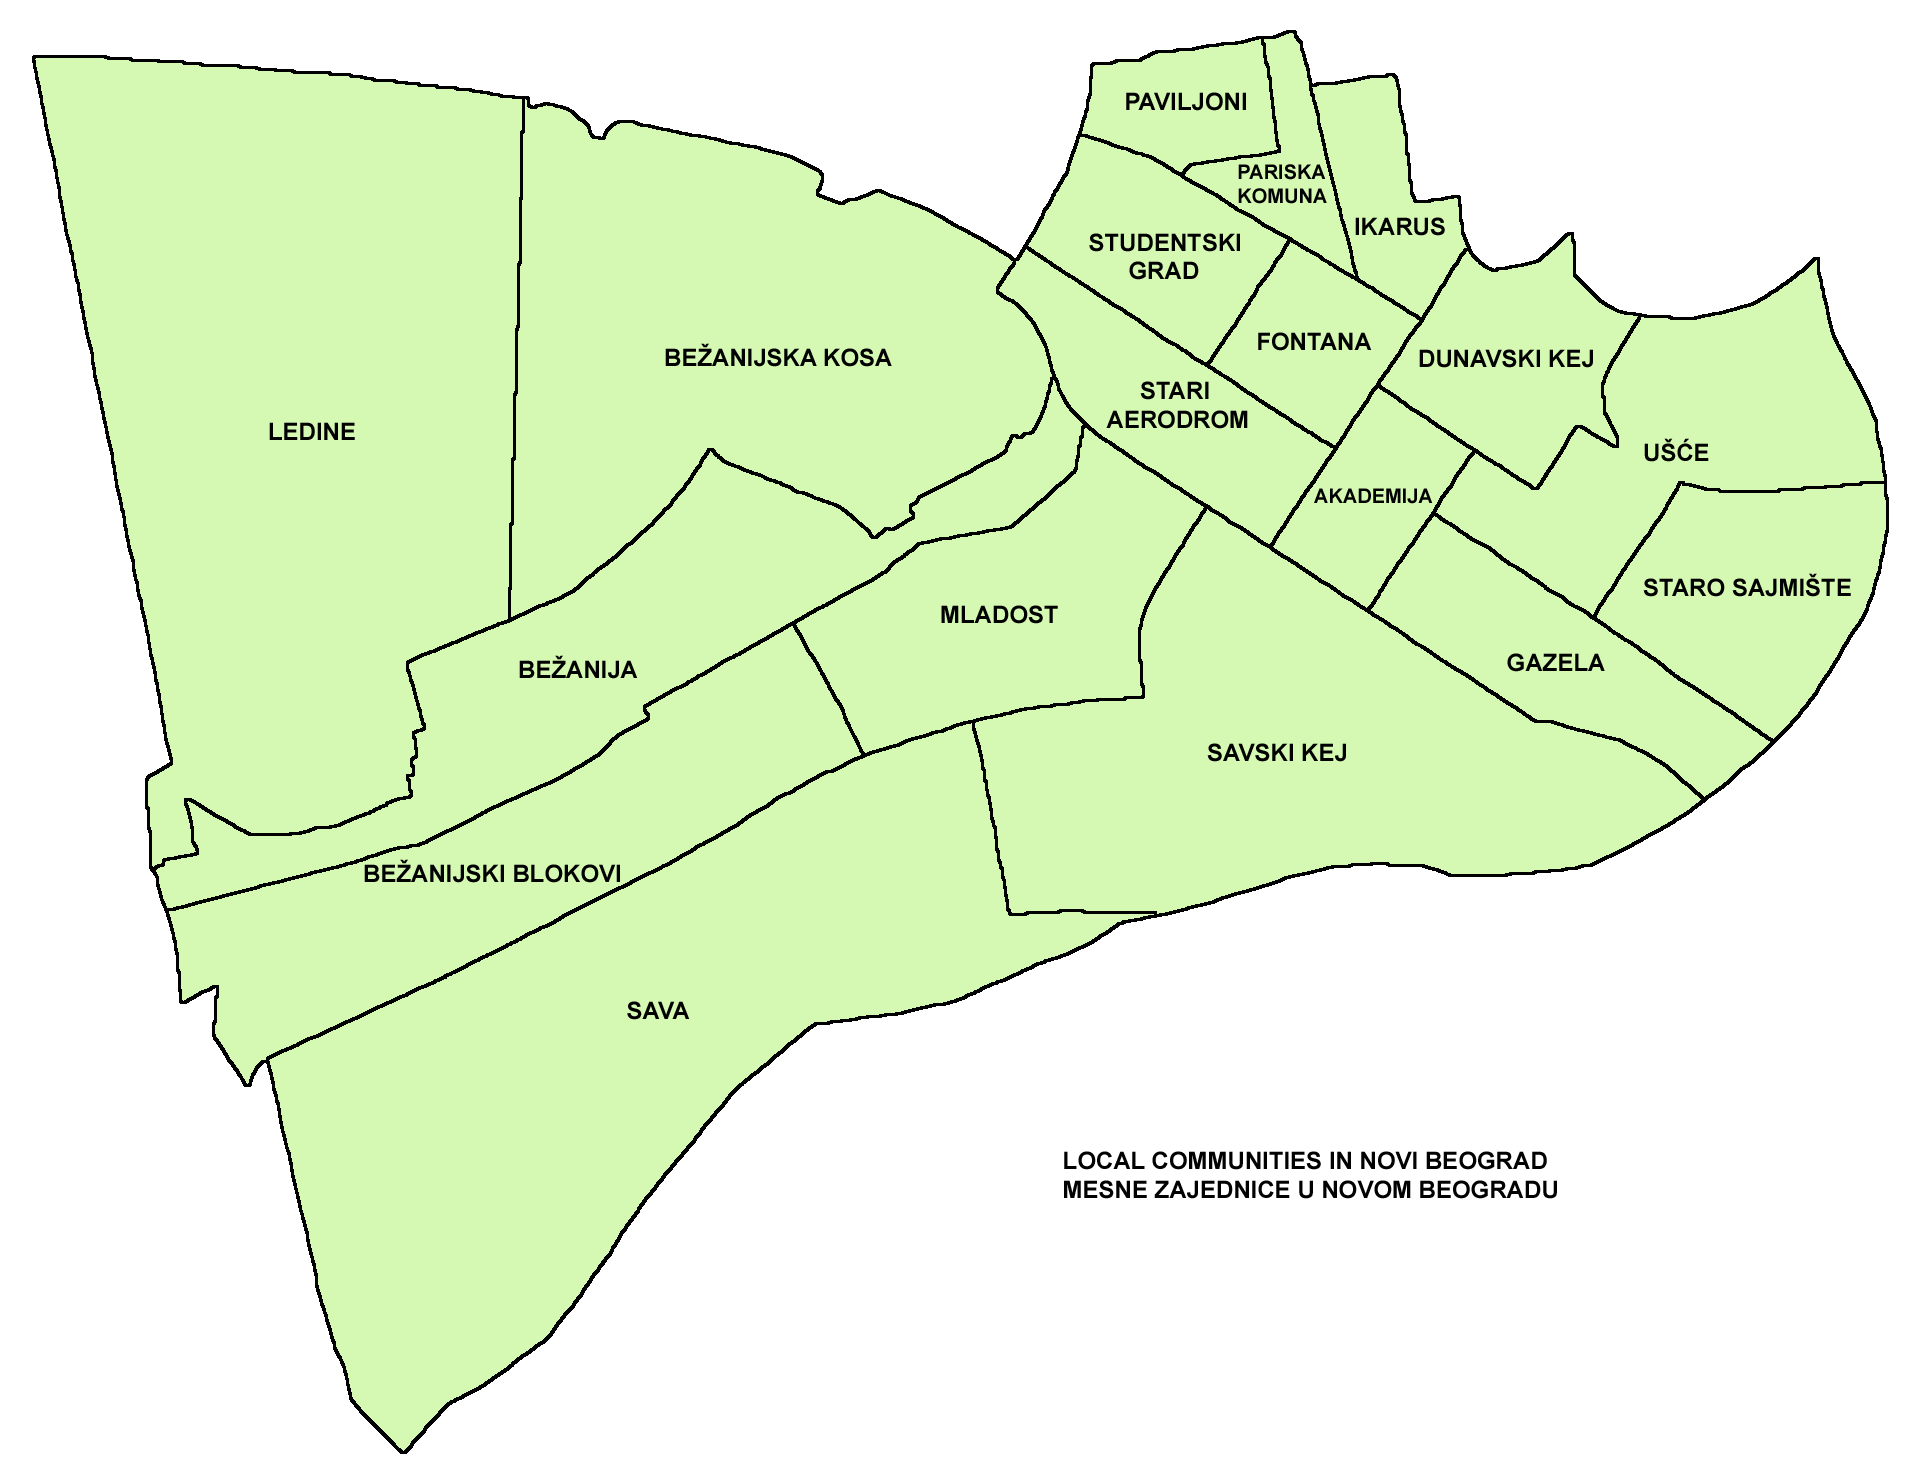 PAVILJONI
PARISKA
KOMUNA
IKARUS
STUDENTSKI
GRAD
FONTANA
DUNAVSKI KEJ
BEŽANIJSKA KOSA
STARI
AERODROM
LEDINE
UŠĆE
AKADEMIJA
STARO SAJMIŠTE
MLADOST
GAZELA
BEŽANIJA
SAVSKI KEJ
BEŽANIJSKI BLOKOVI
SAVA
LOCAL COMMUNITIES IN NOVI BEOGRAD
MESNE ZAJEDNICE U NOVOM BEOGRADU